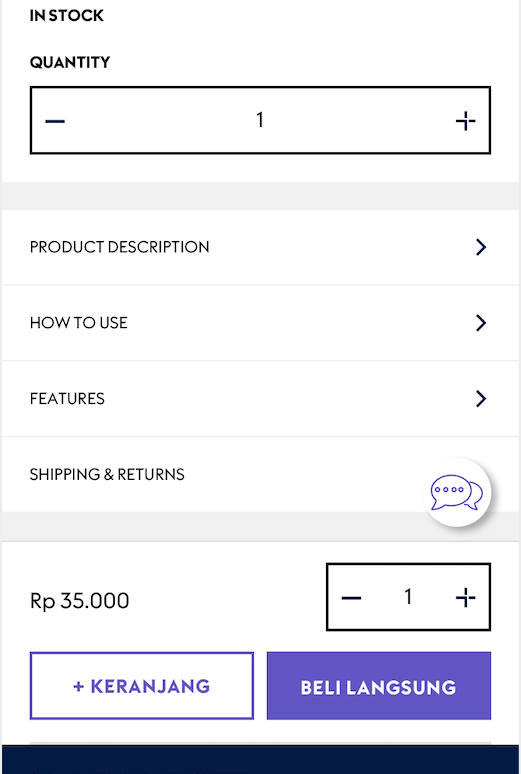 IN STOCK
QUANTITY
1
PRODUCT DESCRIPTION
HOW TO USE
FEATURES
SHIPPING & RETURNS
Rp 35.000
1
+ KERANJANG
BELI LANGSUNG